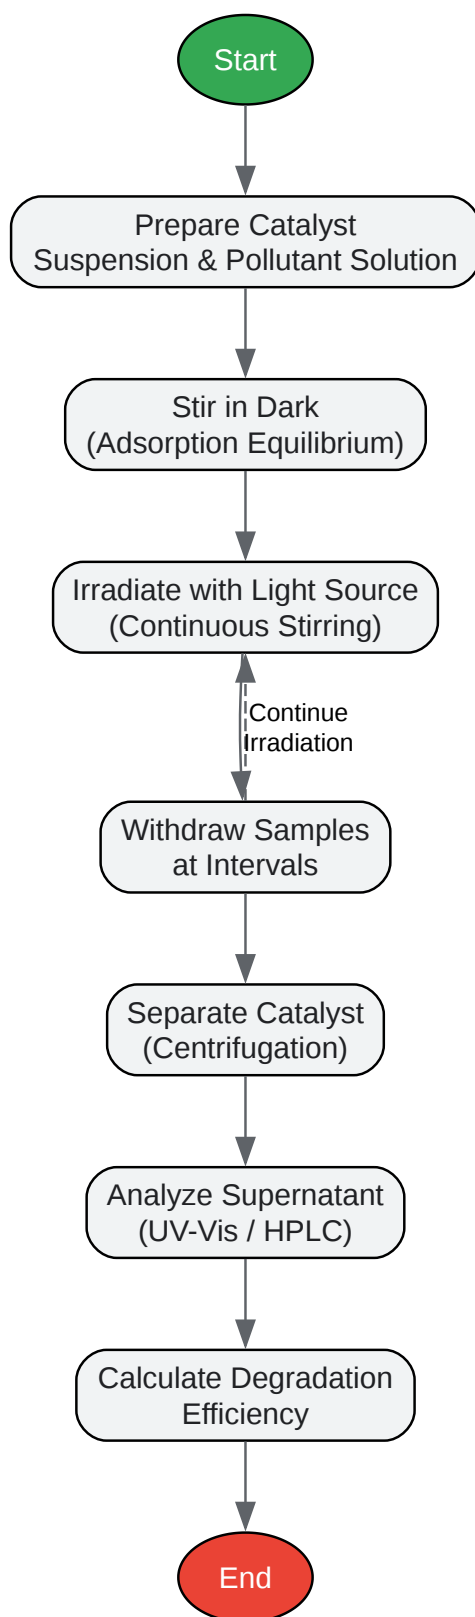 Start
Prepare Catalyst
Suspension & Pollutant Solution
Stir in Dark
(Adsorption Equilibrium)
Irradiate with Light Source
(Continuous Stirring)
Continue
Irradiation
Withdraw Samples
at Intervals
Separate Catalyst
(Centrifugation)
Analyze Supernatant
(UV-Vis / HPLC)
Calculate Degradation
Efficiency
End